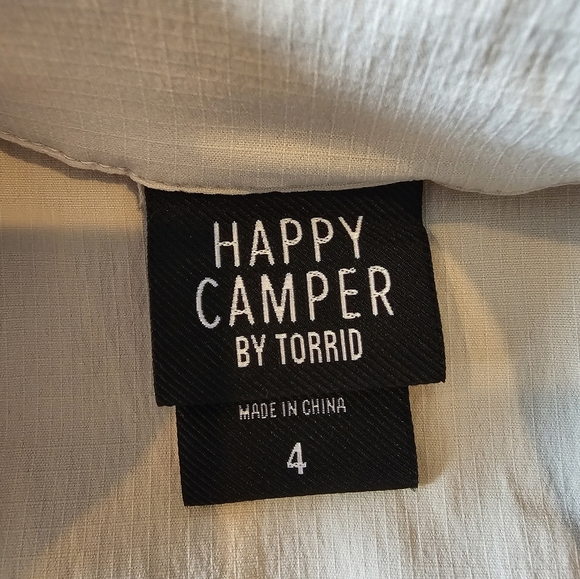 HAPPY
CAMPER
BY TORRID
MADE IN CHINA
4